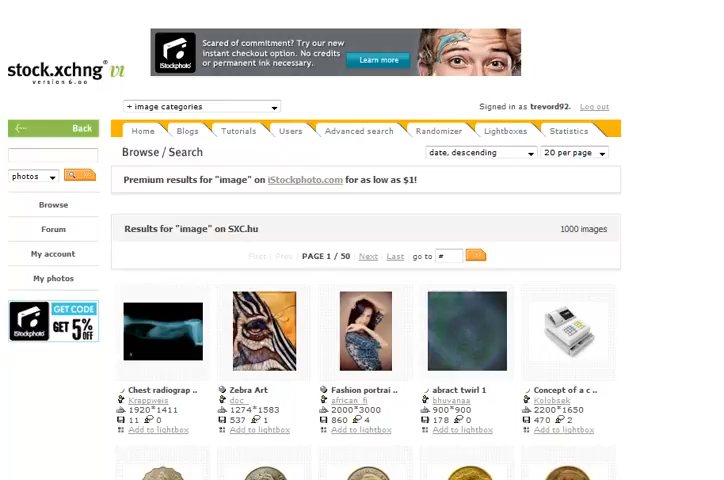 Scared of commitment? Try our new
instant checkout option. No credits
or permanent ink necessary.
Learn more
iStockphoto
stock.xchng® vi
version 6.00
+ image categories
Signed in as trevord92. | Log out
Back
Home
Blogs
Tutorials
Users
Advanced search
Randomizer
Lightboxes
Statistics
Browse / Search
date, descending
20 per page
photos
Premium results for "image" on iStockphoto.com for as low as $1!
Browse
Forum
My account
My photos
Results for "image" on SXC.hu
1000 images
First | Prev | PAGE 1 / 50 | Next | Last go to #
iStockphoto
GET CODE
GET 5% OFF
Chest radiograp ..
Krappweis
1920*1411
11 0
Add to lightbox
Zebra Art
doc_
1274*1583
537 1
Add to lightbox
Fashion portrai ..
african_fi
2000*3000
860 4
Add to lightbox
abract twirl 1
bhuvanaa
900*900
178 0
Add to lightbox
Concept of a c ..
Kolobsek
2200*1650
470 2
Add to lightbox